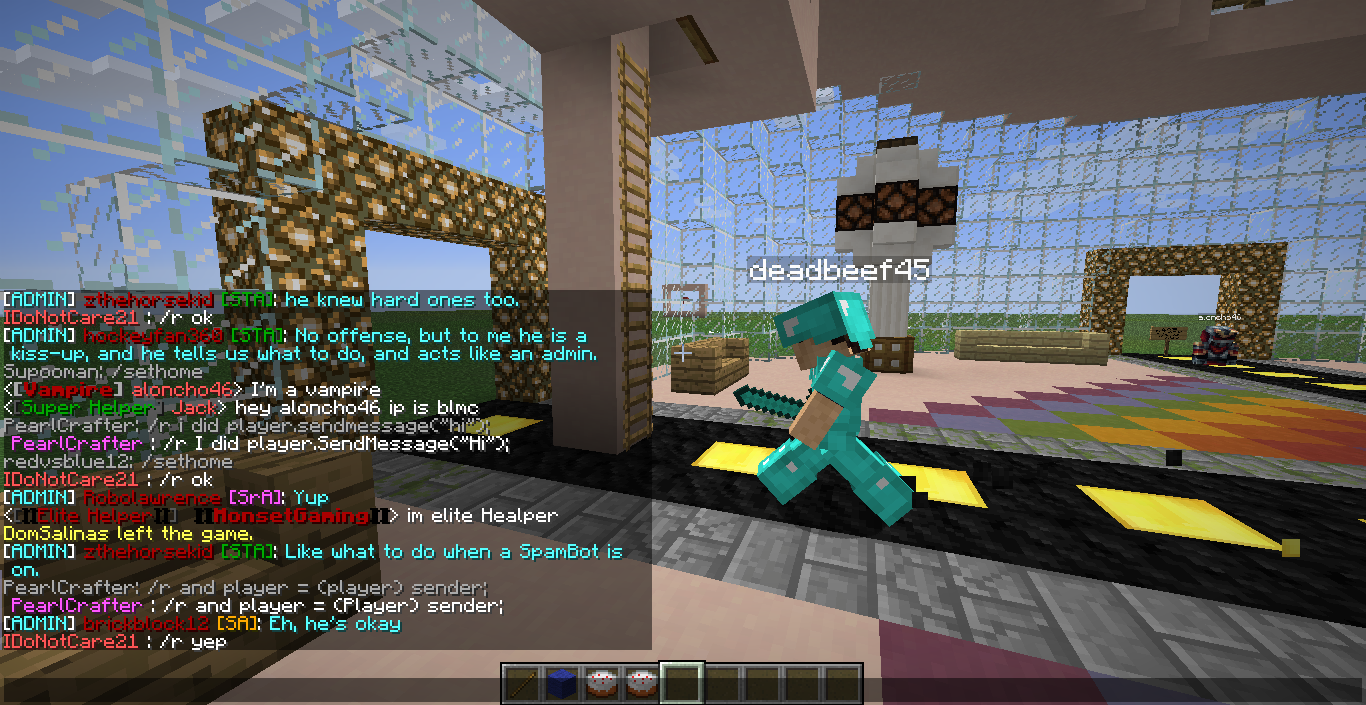 [ADMIN] zthehorsekid [STA]: he knew hard ones too.
IDoNotCare21 : /r ok
[ADMIN] hockeyfan360 [STA]: No offense, but to me he is a
kiss-up, and he tells us what to do, and acts like an admin.
Supooman: /sethome
<[Vampire] aloncho46> I'm a vampire
<[Super Helper] Jack> hey aloncho46 ip is blmc
PearlCrafter: /r i did player.sendmessage("hi");
PearlCrafter : /r I did player.SendMessage("Hi");
redvsblue12: /sethome
IDoNotCare21 : /r ok
[ADMIN] Robolawrence [SrA]: Yup
<[[Elite Helper]] [[MonsetGaming]]> im elite Healper
DomSalinas left the game.
[ADMIN] zthehorsekid [STA]: Like what to do when a SpamBot is
on.
PearlCrafter: /r and player = (player) sender;
PearlCrafter : /r and player = (Player) sender;
[ADMIN] brickblock12 [SA]: Eh, he's okay
IDoNotCare21 : /r yep
deadbeef45
aloncho46